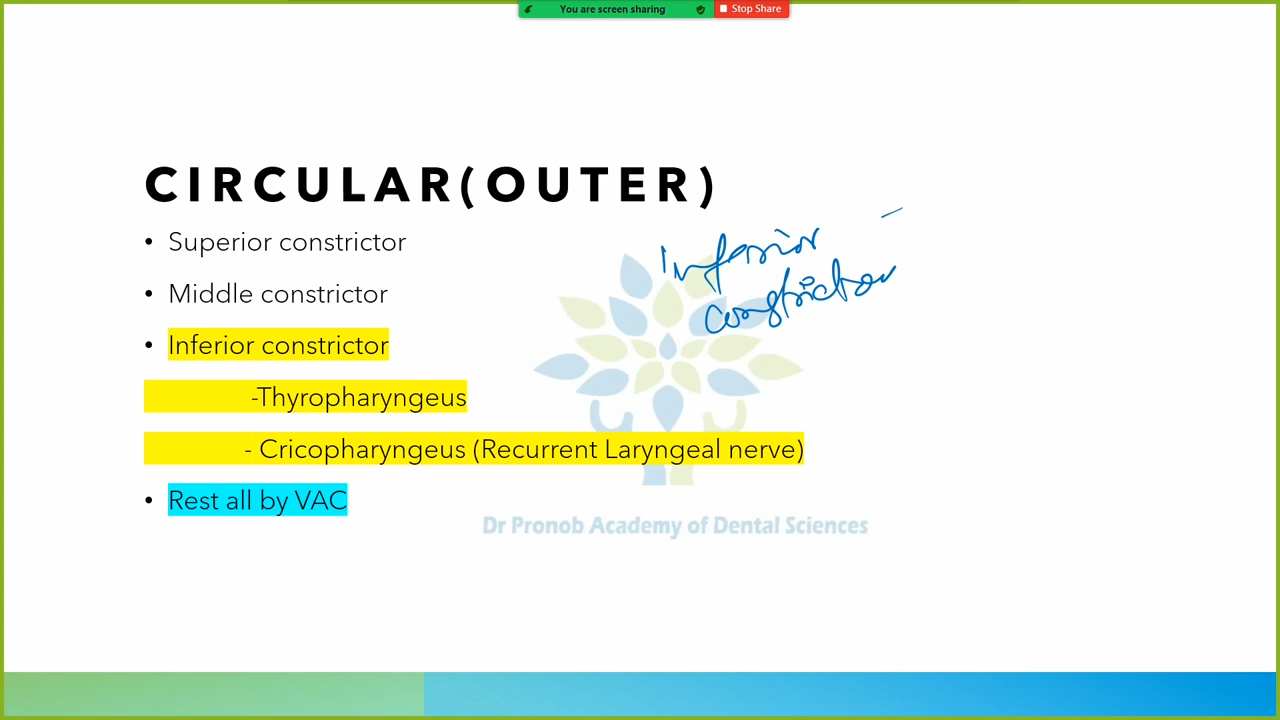 You are screen sharing Stop Share
CIRCULAR(OUTER)
• Superior constrictor
• Middle constrictor
• Inferior constrictor
-Thyropharyngeus
- Cricopharyngeus (Recurrent Laryngeal nerve)
• Rest all by VAC
Inferior
constrictor
Dr Pronob Academy of Dental Sciences